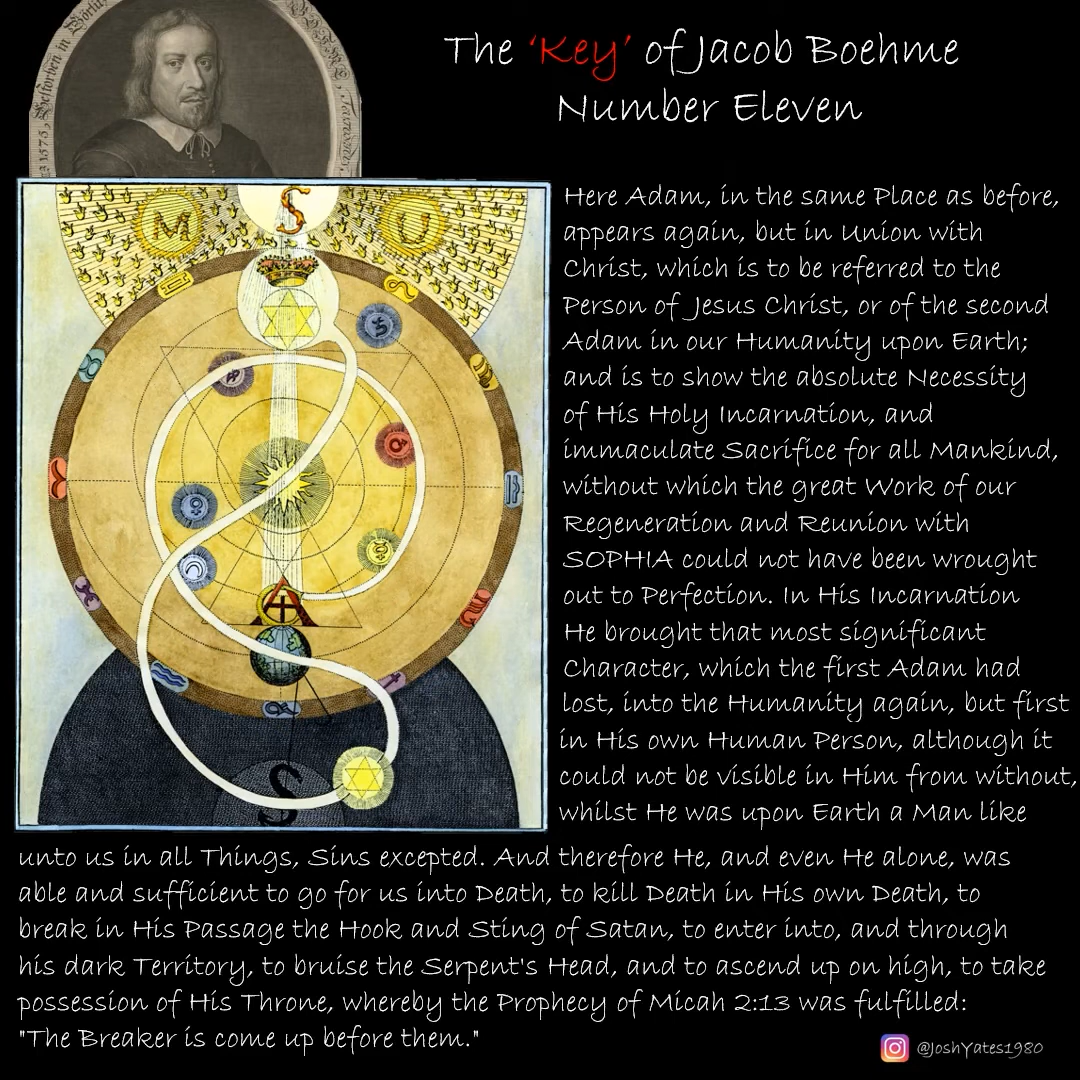 1575, Gestorben in Görlitz
The 'Key' of Jacob Boehme
Number Eleven
M
S
U
A
S
Here Adam, in the same Place as before,
appears again, but in Union with
Christ, which is to be referred to the
Person of Jesus Christ, or of the second
Adam in our Humanity upon Earth;
and is to show the absolute Necessity
of His Holy Incarnation, and
immaculate Sacrifice for all Mankind,
without which the great Work of our
Regeneration and Reunion with
SOPHIA could not have been wrought
out to Perfection. In His Incarnation
He brought that most significant
Character, which the first Adam had
lost, into the Humanity again, but first
in His own Human Person, although it
could not be visible in Him from without,
whilst He was upon Earth a Man like
unto us in all Things, Sins excepted. And therefore He, and even He alone, was
able and sufficient to go for us into Death, to kill Death in His own Death, to
break in His Passage the Hook and Sting of Satan, to enter into, and through
his dark Territory, to bruise the Serpent's Head, and to ascend up on high, to take
possession of His Throne, whereby the Prophecy of Micah 2:13 was fulfilled:
"The Breaker is come up before them."
@JoshYates1980